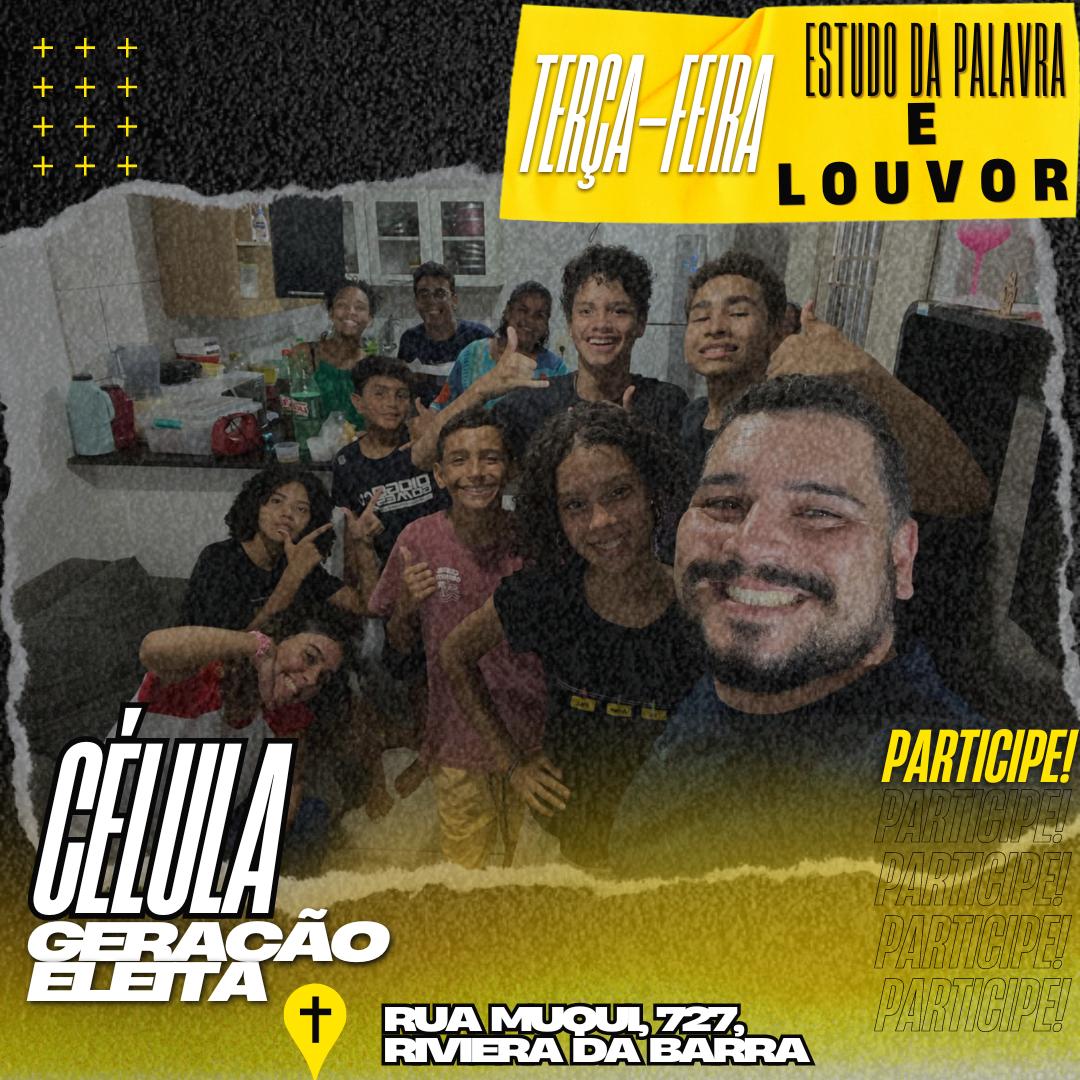 TERÇA-FEIRA
ESTUDO DA PALAVRA
E
LOUVOR
CÉLULA
GERAÇÃO
ELEITA
PARTICIPE!
PARTICIPE!
PARTICIPE!
PARTICIPE!
PARTICIPE!
RUA MUQUI, 727,
RIVIERA DA BARRA